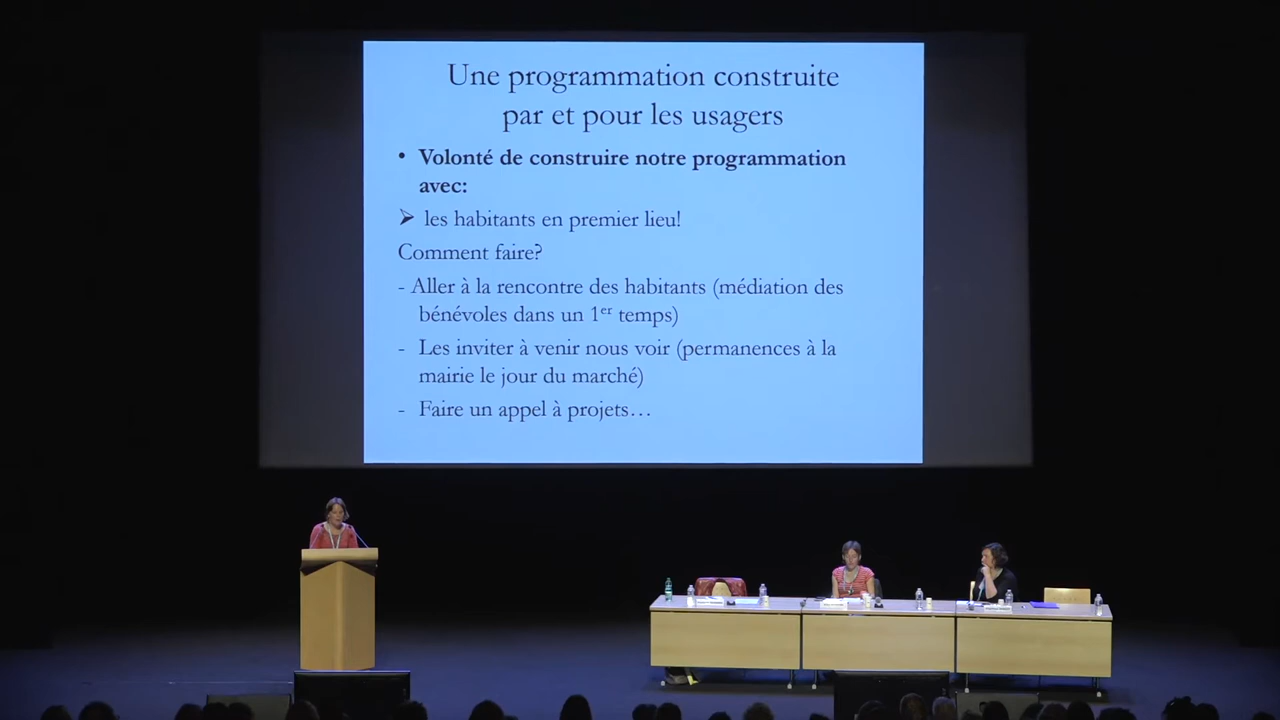 Une programmation construite
par et pour les usagers
• Volonté de construire notre programmation
avec:
➢ les habitants en premier lieu!
Comment faire?
- Aller à la rencontre des habitants (médiation des
bénévoles dans un 1er temps)
- Les inviter à venir nous voir (permanences à la
mairie le jour du marché)
- Faire un appel à projets…